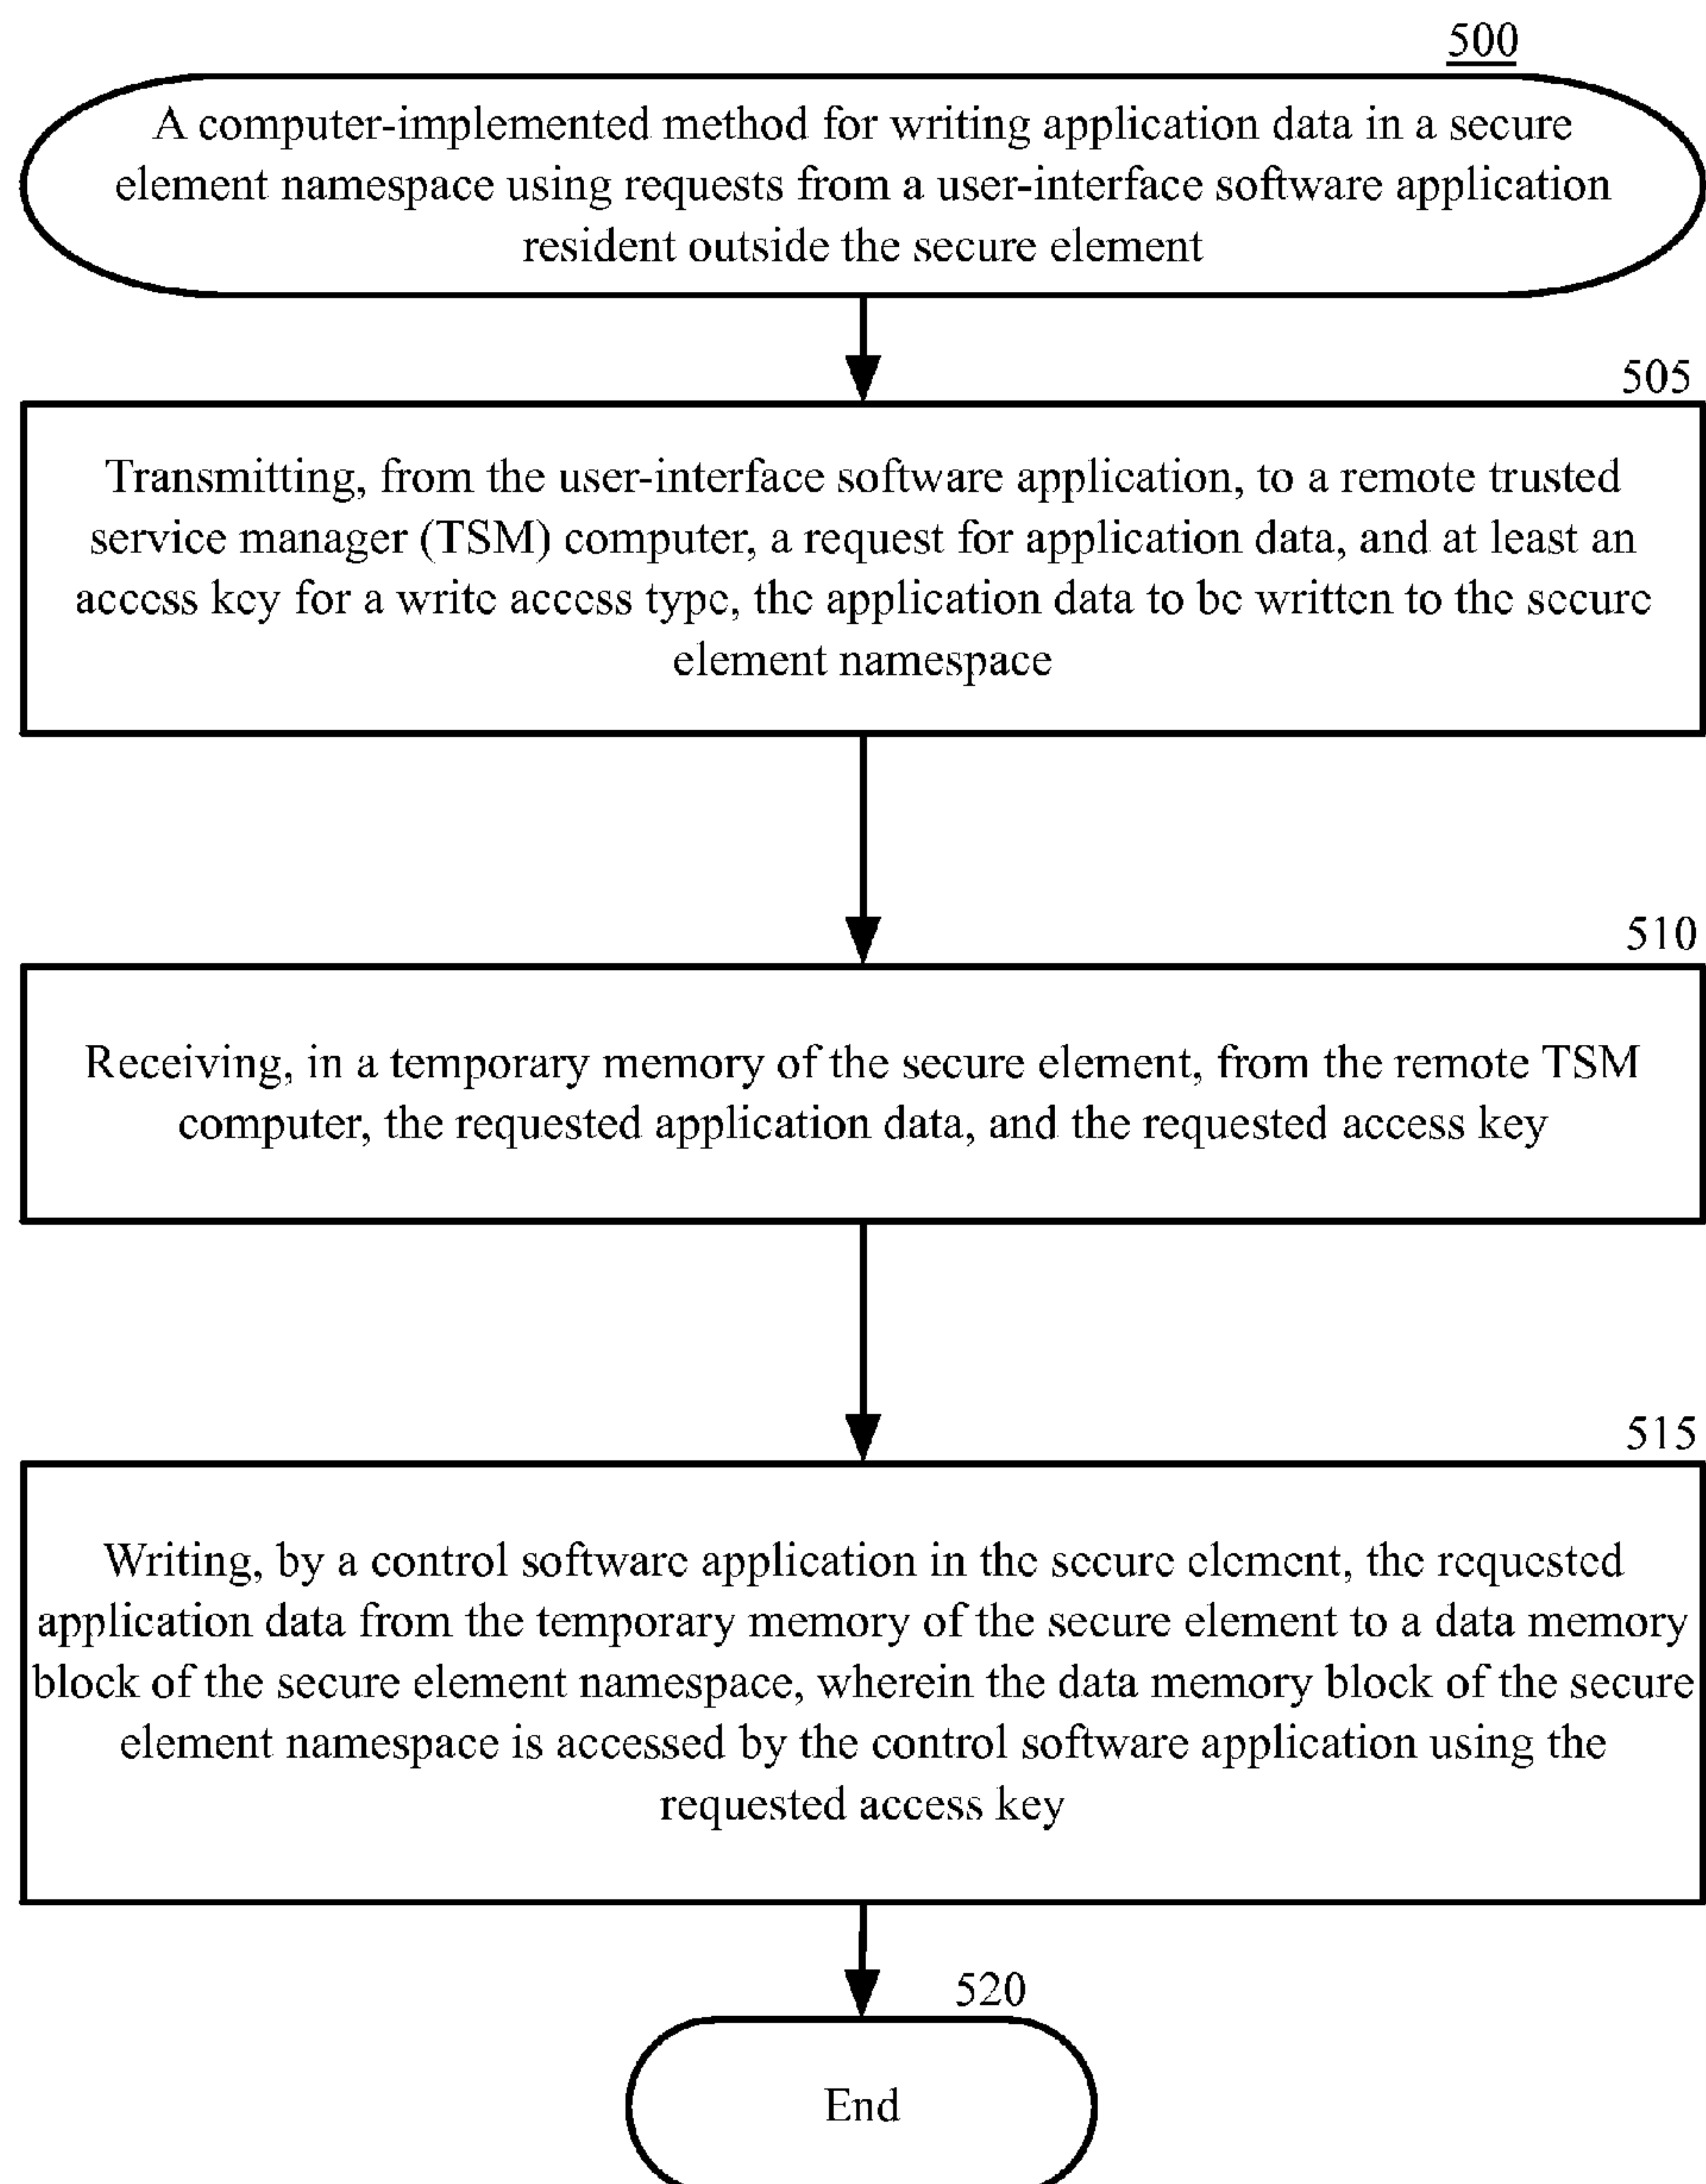 500
A computer-implemented method for writing application data in a secure
element namespace using requests from a user-interface software application
resident outside the secure element
505
Transmitting, from the user-interface software application, to a remote trusted
service manager (TSM) computer, a request for application data, and at least an
access key for a write access type, the application data to be written to the secure
element namespace
510
Receiving, in a temporary memory of the secure element, from the remote TSM
computer, the requested application data, and the requested access key
515
Writing, by a control software application in the secure element, the requested
application data from the temporary memory of the secure element to a data memory
block of the secure element namespace, wherein the data memory block of the secure
element namespace is accessed by the control software application using the
requested access key
520
End